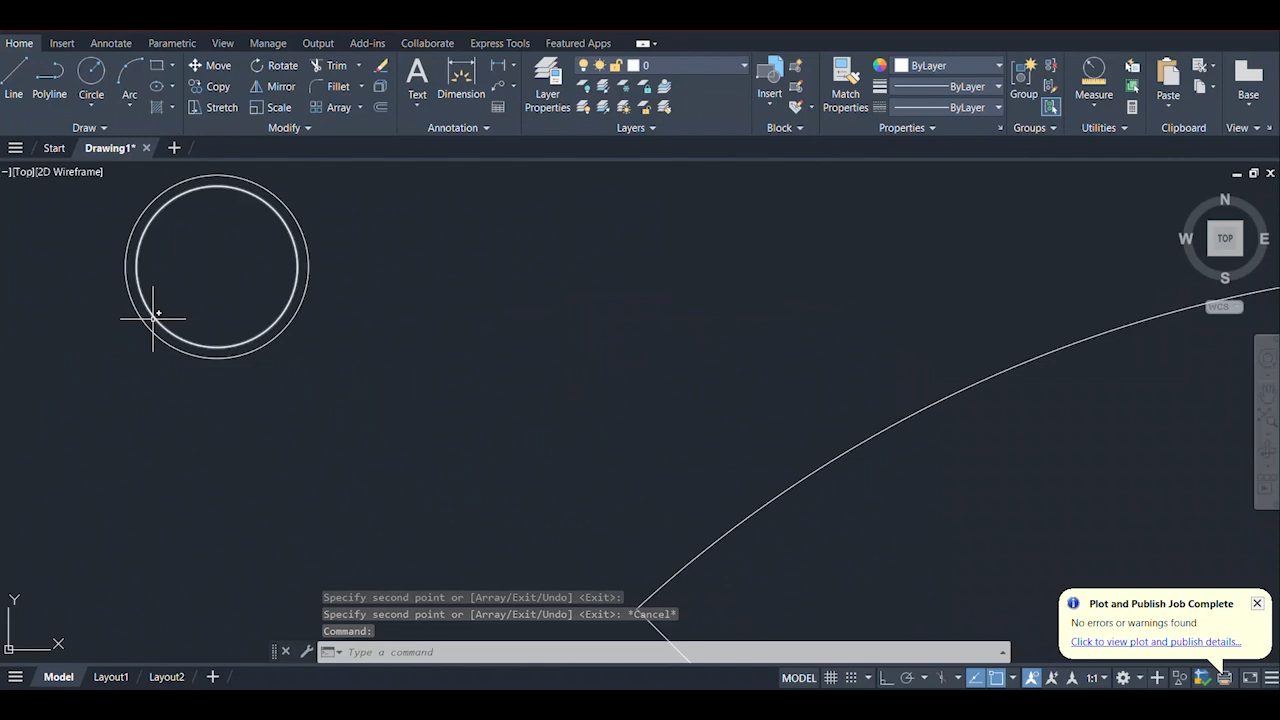 Home Insert Annotate Parametric View Manage Output Add-ins Collaborate Express Tools Featured Apps
Move Rotate Trim 0 ByLayer
Line Polyline Circle Arc Copy Mirror Fillet Text Dimension Layer Properties Insert Match Properties ByLayer Group Measure Paste Base
Stretch Scale Array ByLayer
Draw Modify Annotation Layers Block Properties Groups Utilities Clipboard View
Start Drawing1*
−][Top][2D Wireframe]
N
W TOP E
S
WCS
Y
X
Specify second point or [Array/Exit/Undo] <Exit>:
Specify second point or [Array/Exit/Undo] <Exit>: *Cancel*
Command:
Type a command
Plot and Publish Job Complete
No errors or warnings found
Click to view plot and publish details...
Model Layout1 Layout2 MODEL 1:1